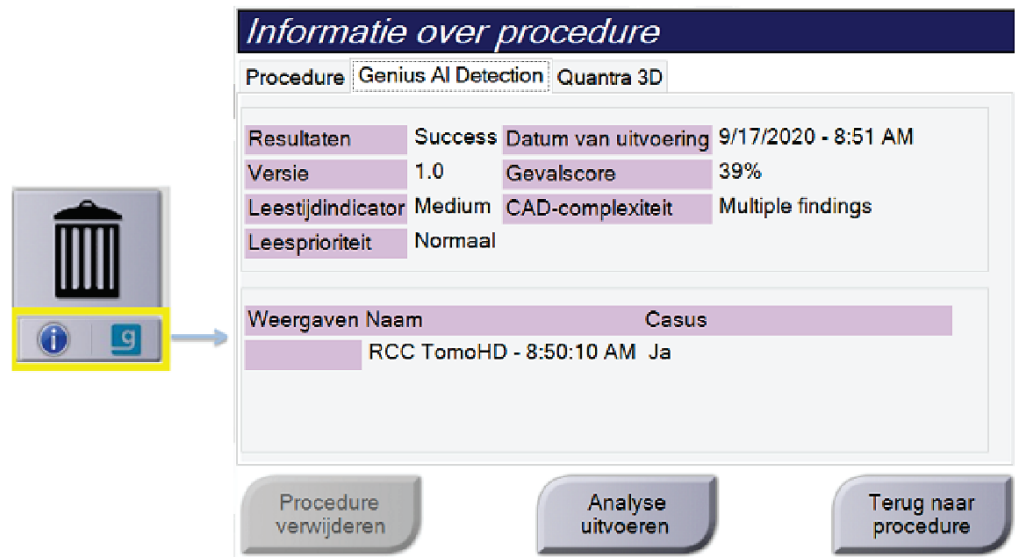 Informatie over procedure
Procedure Genius AI Detection Quantra 3D
Resultaten Success Datum van uitvoering 9/17/2020 - 8:51 AM
Versie 1.0 Gevalscore 39%
Leestijdindicator Medium CAD-complexiteit Multiple findings
Leesprioriteit Normaal
i g
Weergaven Naam Casus
RCC TomoHD - 8:50:10 AM Ja
Procedure verwijderen
Analyse uitvoeren
Terug naar procedure